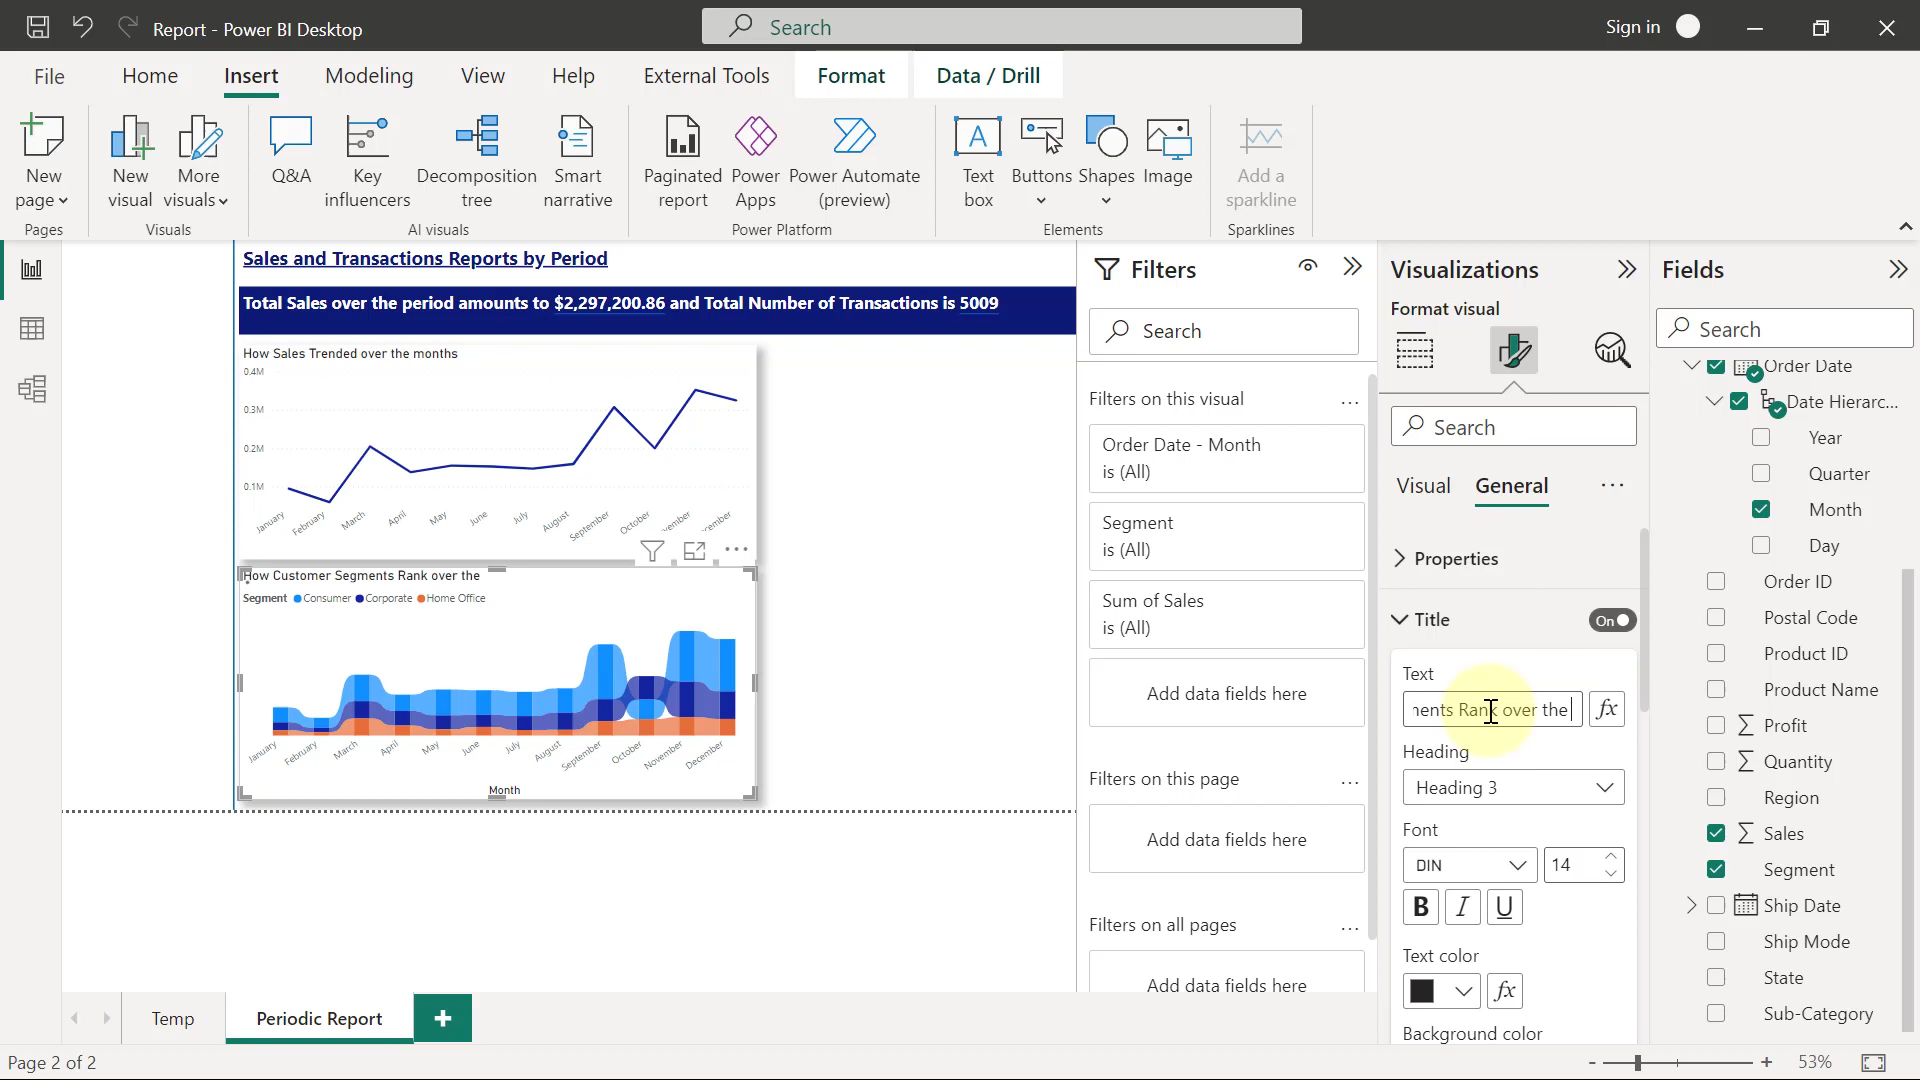 Report - Power BI Desktop
Search
Sign in
File
Home
Insert
Modeling
View
Help
External Tools
Format
Data / Drill
New page
New visual
More visuals
Q&A
Key influencers
Decomposition tree
Smart narrative
Paginated report
Power Apps
Power Automate (preview)
Text box
Buttons
Shapes
Image
Add a sparkline
Pages
Visuals
AI visuals
Power Platform
Elements
Sparklines
Sales and Transactions Reports by Period
Total Sales over the period amounts to $2,297,200.86 and Total Number of Transactions is 5009
How Sales Trended over the months
0.4M
0.3M
0.2M
0.1M
January
February
March
April
May
June
July
August
September
October
...vember
...cember
How Customer Segments Rank over the
Segment
Consumer
Corporate
Home Office
January
February
March
April
May
June
July
August
September
October
November
December
Month
Filters
Search
Filters on this visual
...
Order Date - Month
is (All)
Segment
is (All)
Sum of Sales
is (All)
Add data fields here
Filters on this page
...
Add data fields here
Filters on all pages
...
Add data fields here
Visualizations
Format visual
Search
Visual
General
...
Properties
Title
On
Text
nents Rank over the
fx
Heading
Heading 3
Font
DIN
14
B
I
U
Text color
fx
Background color
Fields
Search
Order Date
Date Hierarc...
Year
Quarter
Month
Day
Order ID
Postal Code
Product ID
Product Name
Profit
Quantity
Region
Sales
Segment
Ship Date
Ship Mode
State
Sub-Category
Temp
Periodic Report
Page 2 of 2
- + 53%